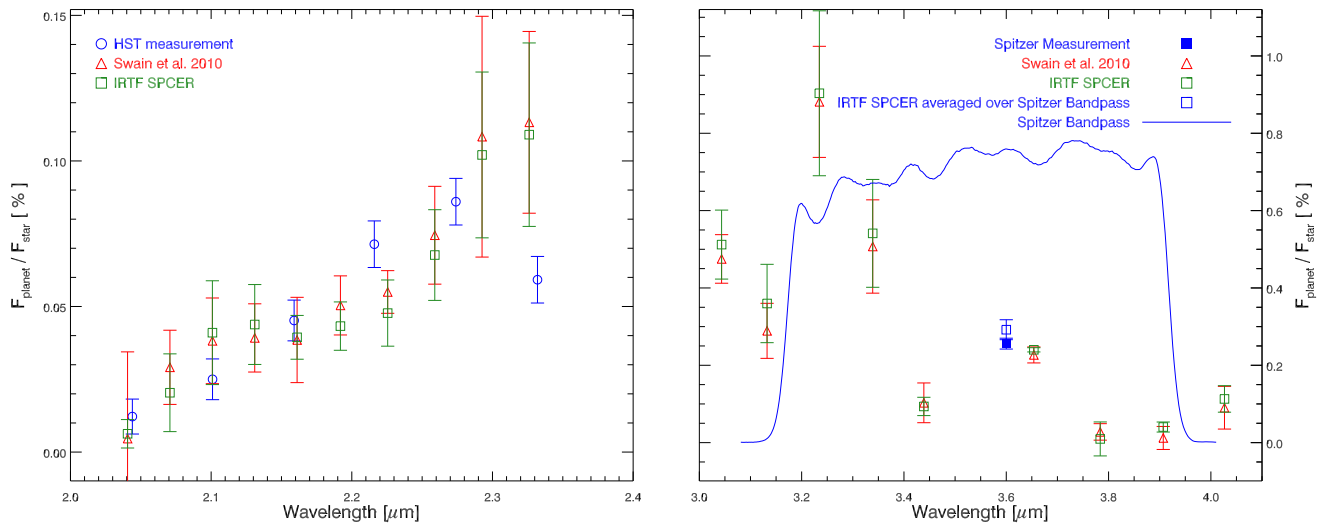 0.15
0.10
0.05
0.00
F_planet / F_star [ % ]
HST measurement
Swain et al. 2010
IRTF SPCER
2.0 2.1 2.2 2.3 2.4
Wavelength [μm]
Spitzer Measurement
Swain et al. 2010
IRTF SPCER
IRTF SPCER averaged over Spitzer Bandpass
Spitzer Bandpass
1.0
0.8
0.6
0.4
0.2
0.0
F_planet / F_star [ % ]
3.0 3.2 3.4 3.6 3.8 4.0
Wavelength [μm]